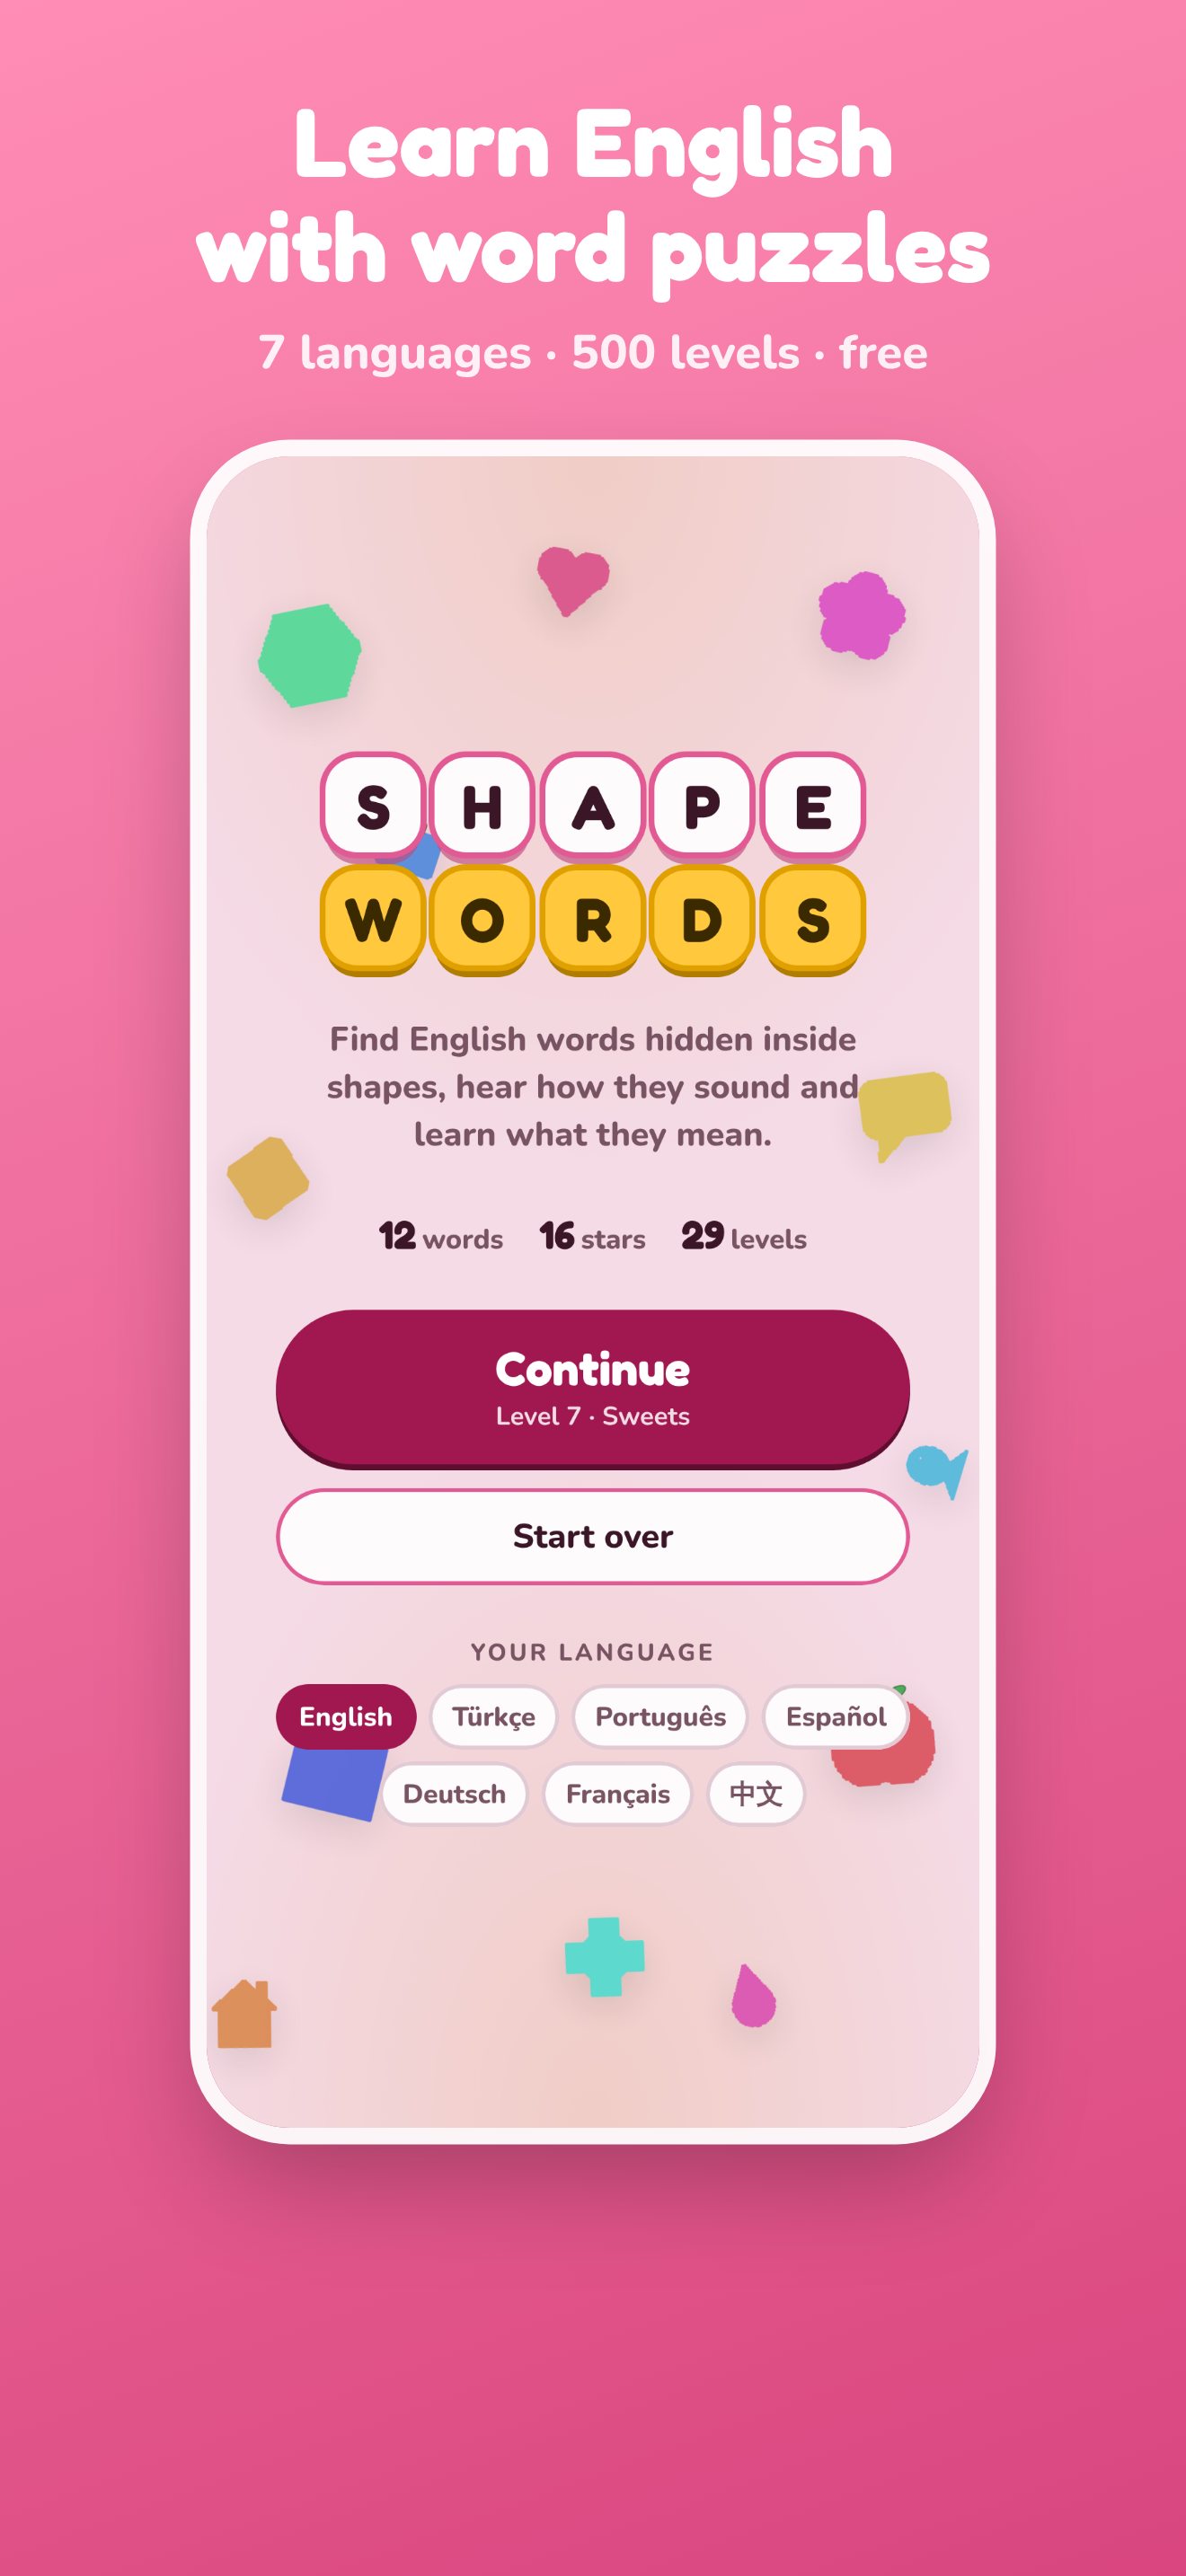 Learn English
with word puzzles
7 languages · 500 levels · free
SHAPE
WORDS
Find English words hidden inside
shapes, hear how they sound and
learn what they mean.
12 words 16 stars 29 levels
Continue
Level 7 · Sweets
Start over
YOUR LANGUAGE
English Türkçe Português Español
Deutsch Français 中文